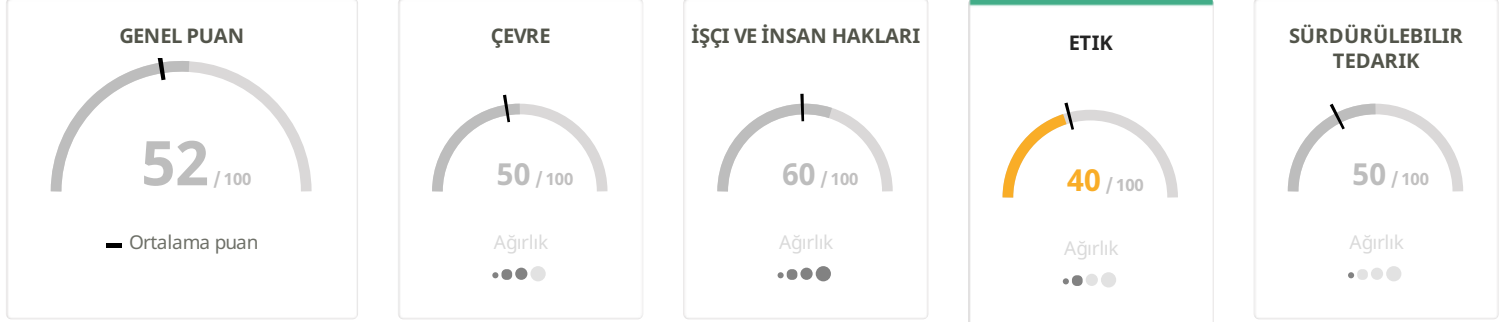 GENEL PUAN
52 / 100
Ortalama puan
ÇEVRE
50 / 100
Ağırlık
İŞÇI VE İNSAN HAKLARI
60 / 100
Ağırlık
ETIK
40 / 100
Ağırlık
SÜRDÜRÜLEBILIR
TEDARIK
50 / 100
Ağırlık